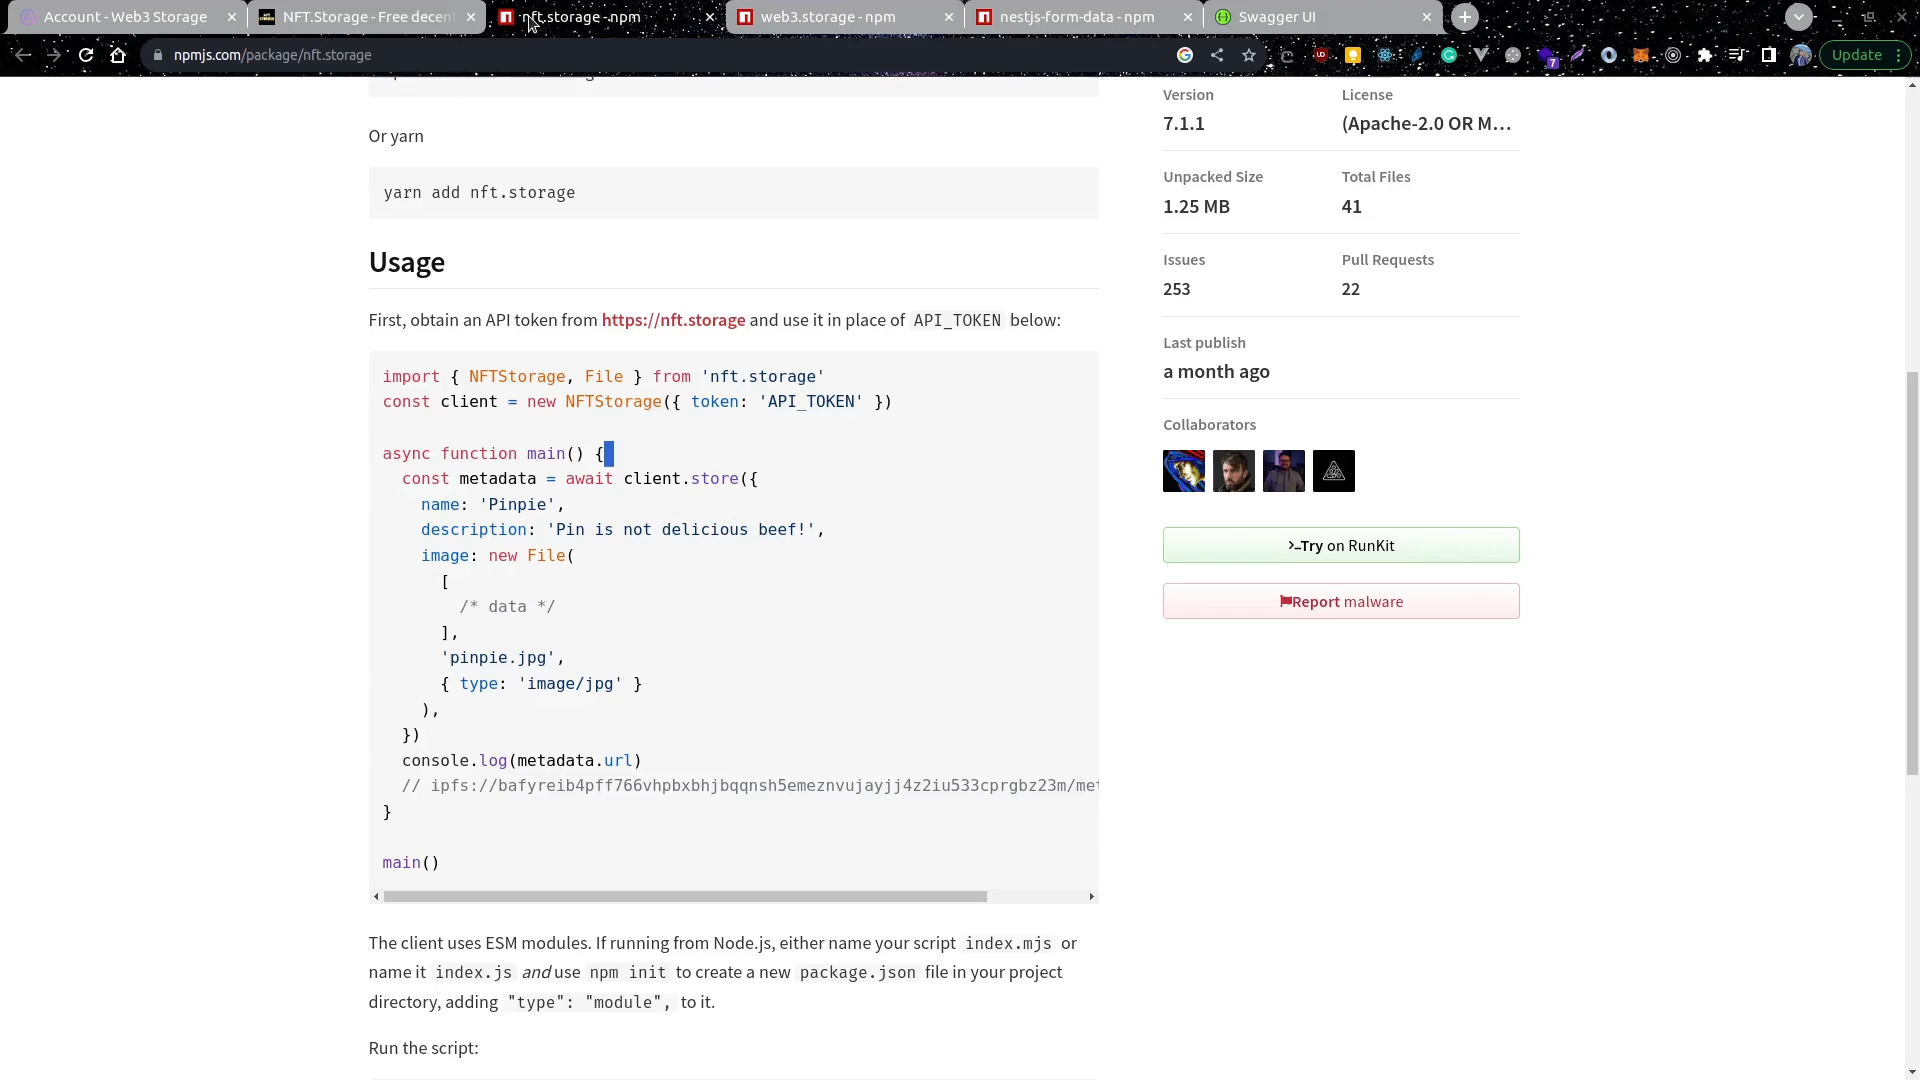 Account - Web3 Storage
NFT.Storage - Free decent
nft.storage - npm
web3.storage - npm
nestjs-form-data - npm
Swagger UI
npmjs.com/package/nft.storage
7
Update
Or yarn
yarn add nft.storage
Usage
First, obtain an API token from https://nft.storage and use it in place of API_TOKEN below:
import { NFTStorage, File } from 'nft.storage'
const client = new NFTStorage({ token: 'API_TOKEN' })
async function main() {
const metadata = await client.store({
name: 'Pinpie',
description: 'Pin is not delicious beef!',
image: new File(
[
/* data */
],
'pinpie.jpg',
{ type: 'image/jpg' }
),
})
console.log(metadata.url)
// ipfs://bafyreib4pff766vhpbxbhjbqqnsh5emeznvujayjj4z2iu533cprgbz23m/met
}
main()
The client uses ESM modules. If running from Node.js, either name your script index.mjs or
name it index.js and use npm init to create a new package.json file in your project
directory, adding "type": "module", to it.
Run the script:
Version
License
7.1.1
(Apache-2.0 OR M…
Unpacked Size
Total Files
1.25 MB
41
Issues
Pull Requests
253
22
Last publish
a month ago
Collaborators
Try on RunKit
Report malware